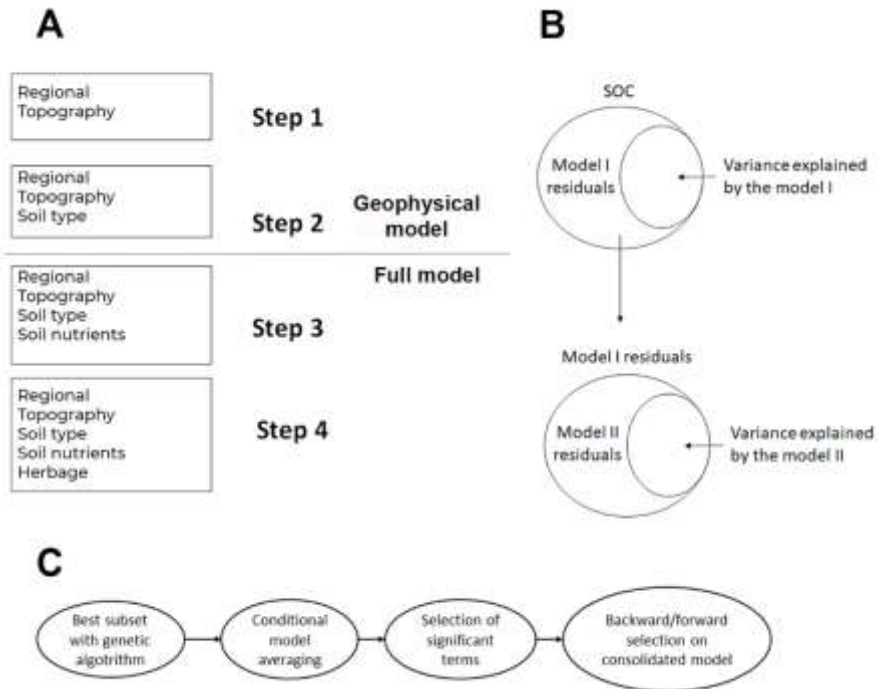 A
Regional
Topography
Step 1
Regional
Topography
Soil type
Step 2
Geophysical
model
Full model
Regional
Topography
Soil type
Soil nutrients
Step 3
Regional
Topography
Soil type
Soil nutrients
Herbage
Step 4
B
SOC
Model I
residuals
Variance explained
by the model I
Model I residuals
Model II
residuals
Variance explained
by the model II
C
Best subset
with genetic
algotrithm
Conditional
model
averaging
Selection of
significant
terms
Backward/forward
selection on
consolidated model